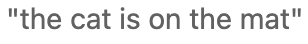 "the cat is on the mat"